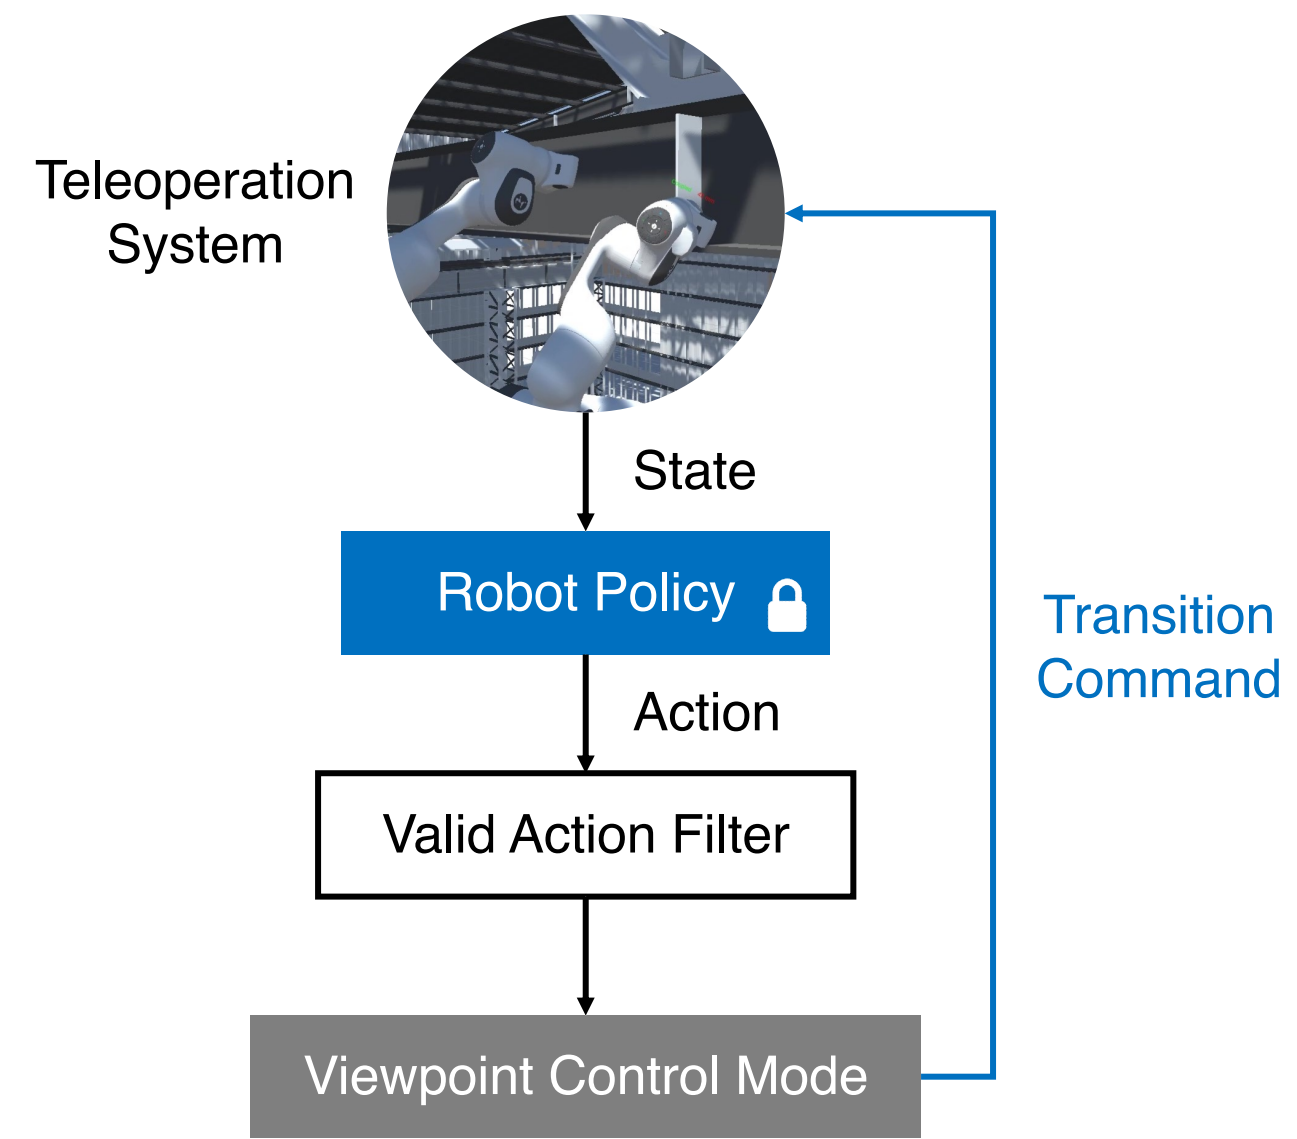 Teleoperation
System
State
Robot Policy
Action
Transition
Command
Valid Action Filter
Viewpoint Control Mode